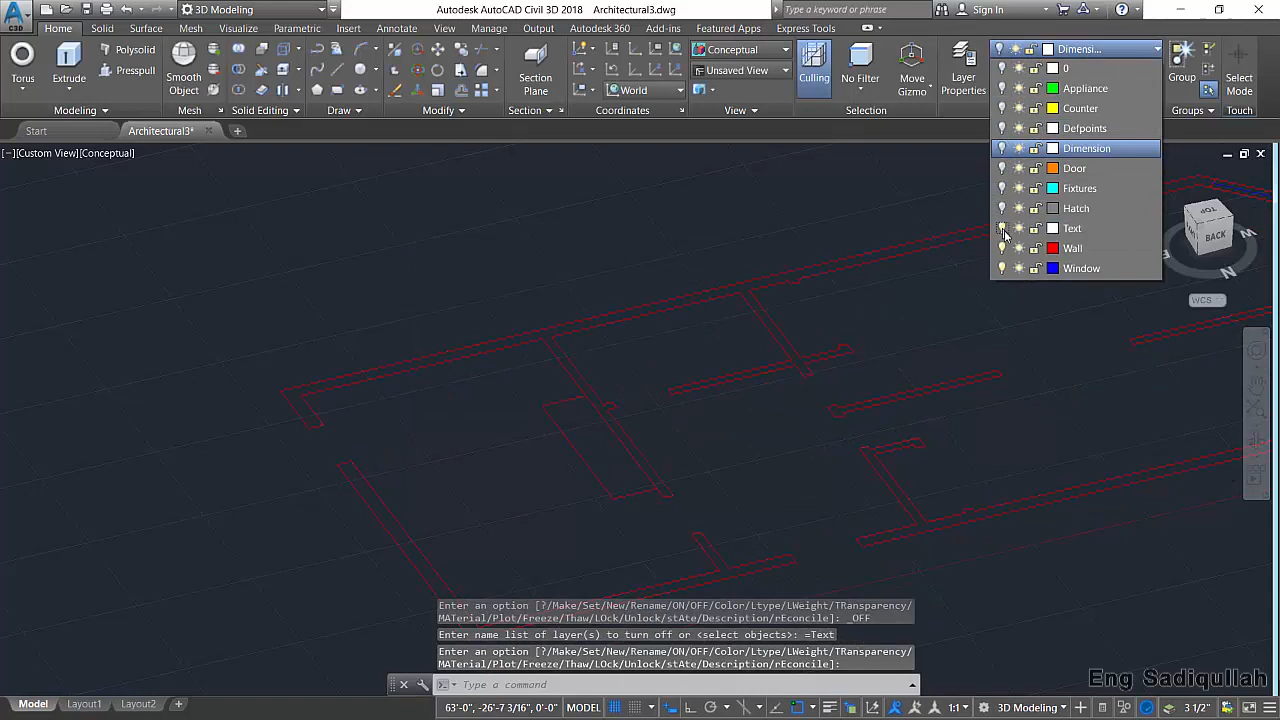 3D Modeling
Autodesk AutoCAD Civil 3D 2018 Architectural3.dwg
Type a keyword or phrase
Sign In
Home Solid Surface Mesh Visualize Parametric Insert Annotate View Manage Output Autodesk 360 Add-ins Featured Apps Express Tools
Torus
Extrude
Polysolid
Presspull
Smooth Object
Section Plane
Conceptual
Unsaved View
World
Culling
No Filter
Move Gizmo
Layer Properties
Dimensi...
Group
Select Mode
Modeling
Mesh
Solid Editing
Draw
Modify
Section
Coordinates
View
Selection
Groups
Touch
0
Appliance
Counter
Defpoints
Dimension
Door
Fixtures
Hatch
Text
Wall
Window
Start
Architectural3*
[−][Custom View][Conceptual]
TOP
BACK
W
N
WCS
Enter an option [?/Make/Set/New/Rename/ON/OFF/Color/Ltype/LWeight/TRansparency/
MATerial/Plot/Freeze/Thaw/LOck/Unlock/stAte/Description/rEconcile]: _OFF
Enter name list of layer(s) to turn off or <select objects>: =Text
Enter an option [?/Make/Set/New/Rename/ON/OFF/Color/Ltype/LWeight/TRansparency/
MATerial/Plot/Freeze/Thaw/LOck/Unlock/stAte/Description/rEconcile]:
Type a command
Eng Sadiqullah
Model Layout1 Layout2
63'-0", -26'-7 3/16", 0'-0" MODEL
1:1
3D Modeling
3 1/2"